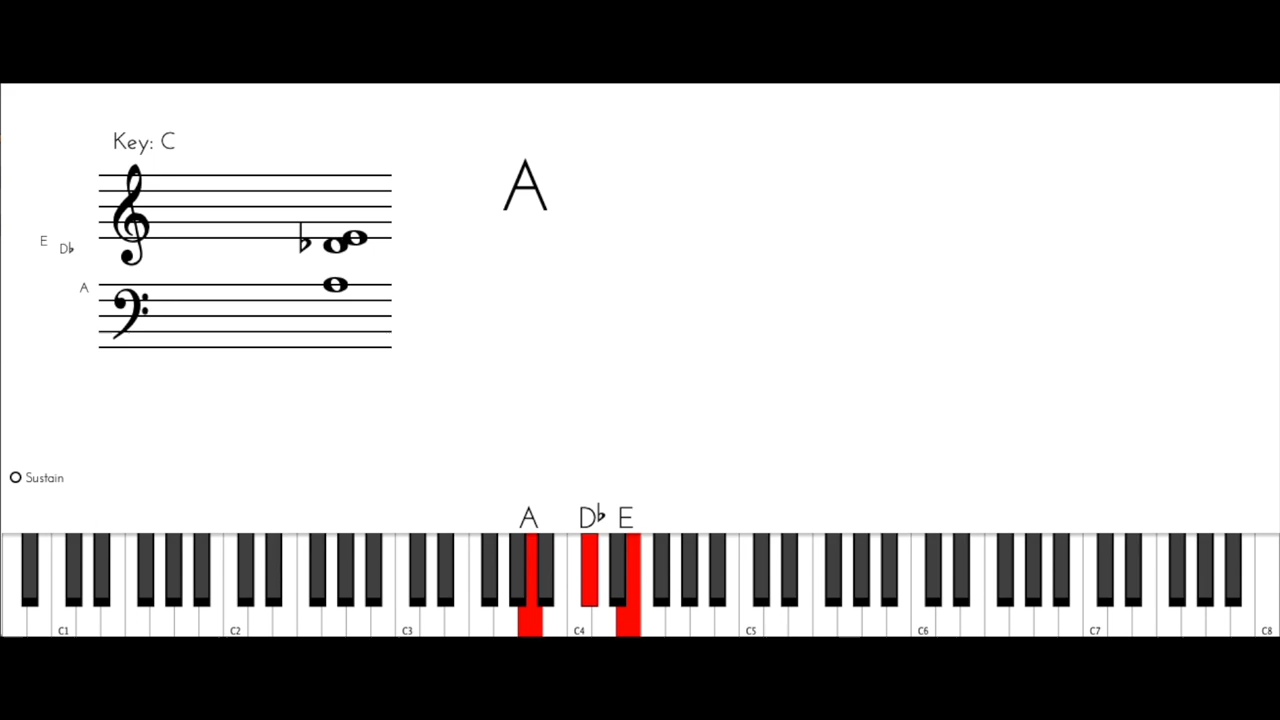 Key: C
A
E
D♭
A
Sustain
A D♭ E
C1 C2 C3 C4 C5 C6 C7 C8